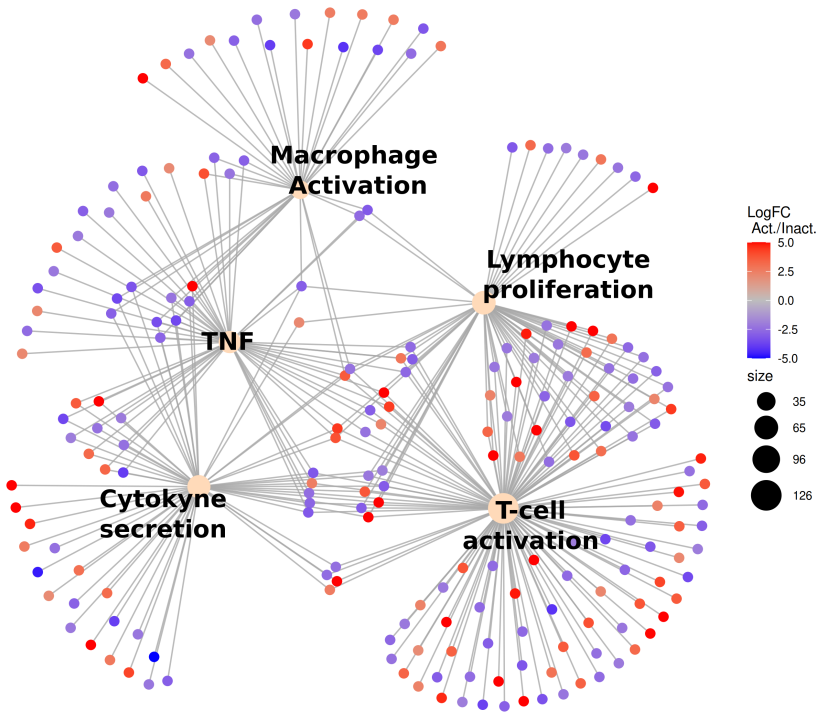 Macrophage
Activation
Lymphocyte
proliferation
TNF
Cytokyne
secretion
T-cell
activation
LogFC
Act./Inact.
5.0
2.5
0.0
-2.5
-5.0
size
35
65
96
126